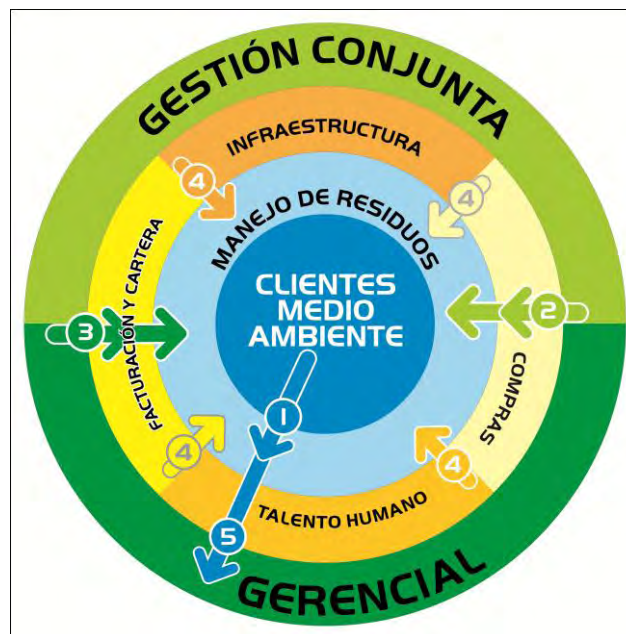 GESTIÓN CONJUNTA
INFRAESTRUCTURA
4
4
MANEJO DE RESIDUOS
CLIENTES
MEDIO
AMBIENTE
FACTURACIÓN Y CARTERA
3
2
COMPRAS
1
4
4
TALENTO HUMANO
5
GERENCIAL